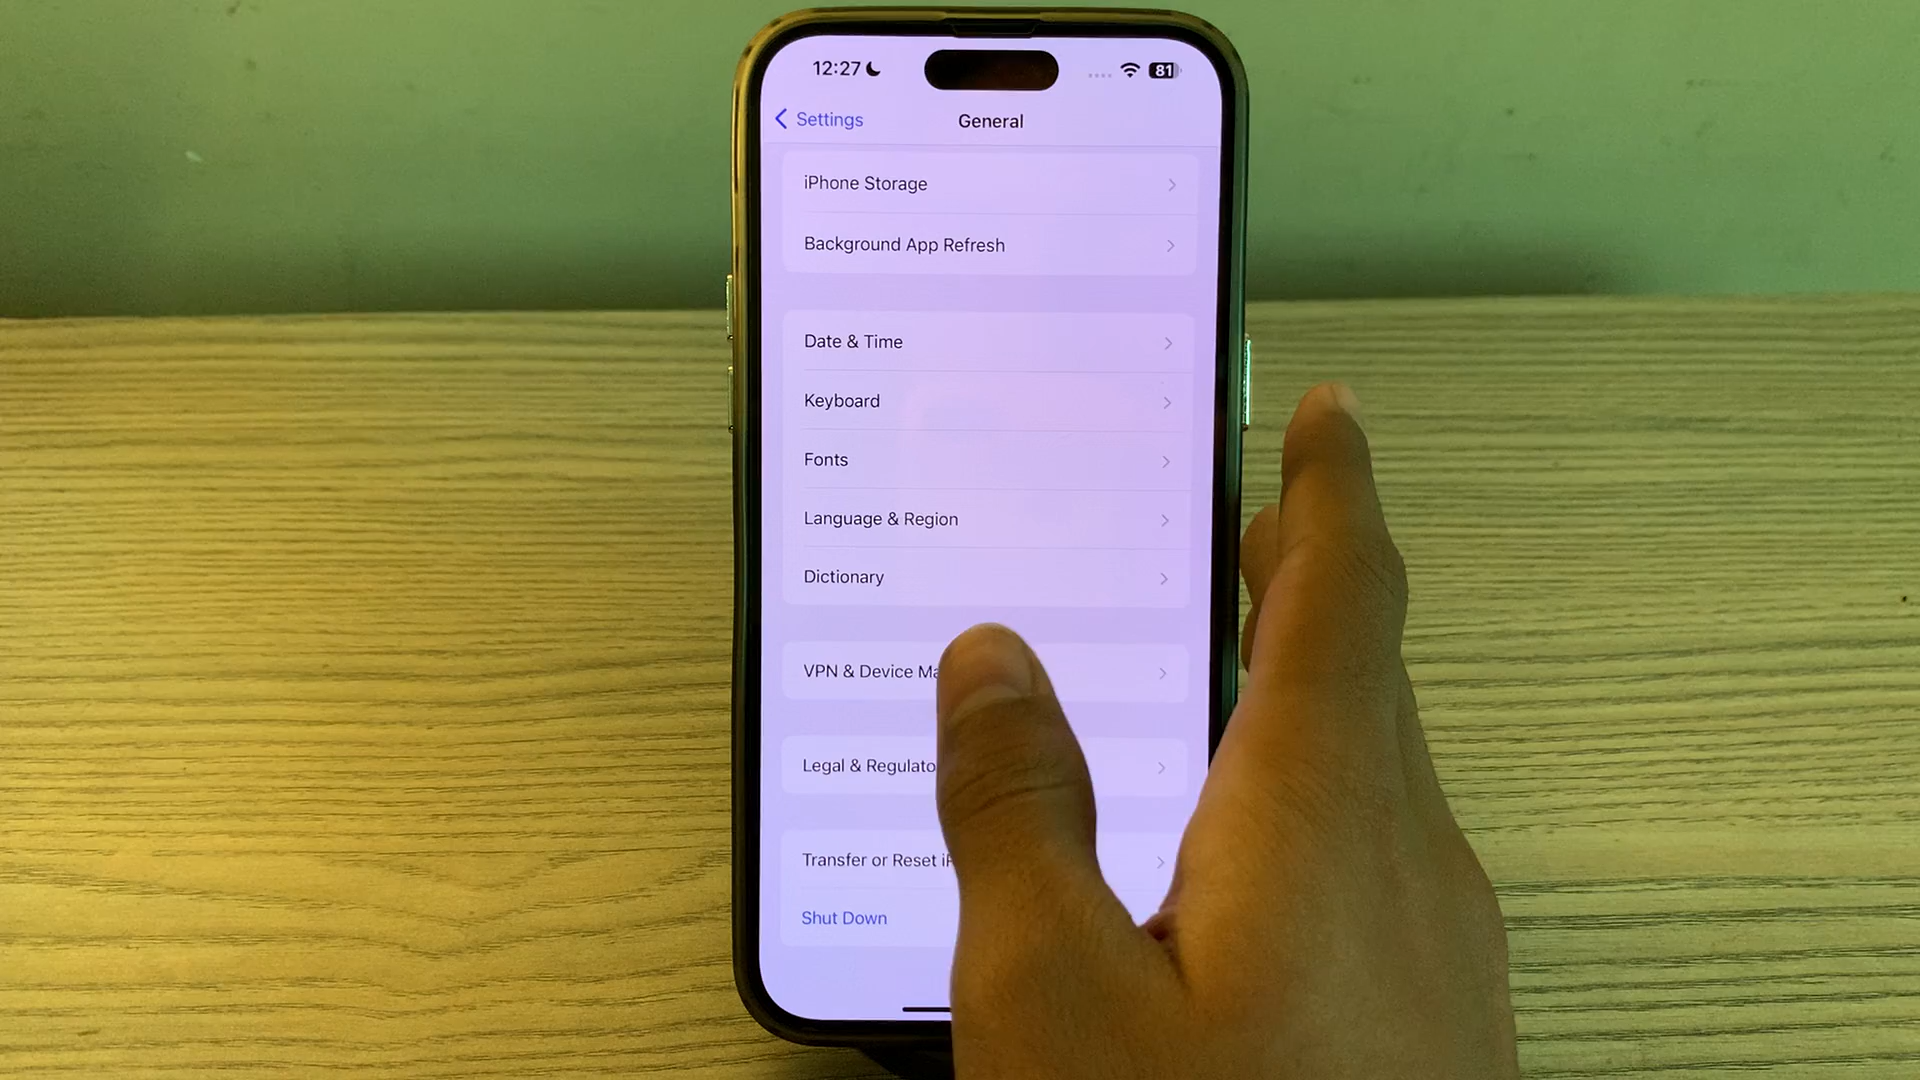 12:27
81
Settings
General
iPhone Storage
Background App Refresh
Date & Time
Keyboard
Fonts
Language & Region
Dictionary
VPN & Device Ma
Legal & Regulato
Transfer or Reset iP
Shut Down